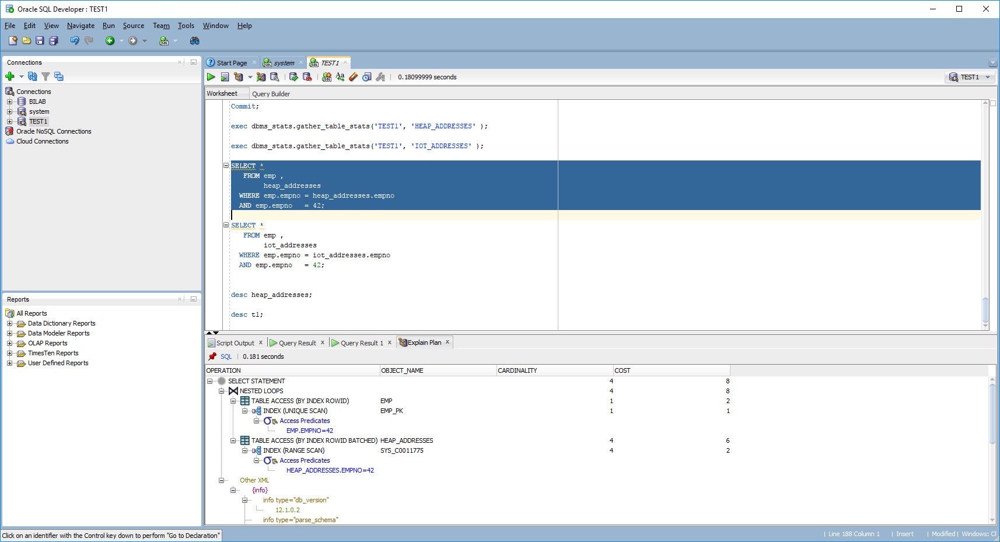 Oracle SQL Developer : TEST1
File Edit View Navigate Run Source Team Tools Window Help
Connections
Connections
BILAB
system
TEST1
Oracle NoSQL Connections
Cloud Connections
Reports
All Reports
Data Dictionary Reports
Data Modeler Reports
OLAP Reports
TimesTen Reports
User Defined Reports
Start Page system TEST1
0.18099999 seconds
TEST1
Worksheet Query Builder
Commit;
exec dbms_stats.gather_table_stats('TEST1', 'HEAP_ADDRESSES' );
exec dbms_stats.gather_table_stats('TEST1', 'IOT_ADDRESSES' );
SELECT *
FROM emp ,
heap_addresses
WHERE emp.empno = heap_addresses.empno
AND emp.empno = 42;
SELECT *
FROM emp ,
iot_addresses
WHERE emp.empno = iot_addresses.empno
AND emp.empno = 42;
desc heap_addresses;
desc t1;
Script Output x Query Result x Query Result 1 x Explain Plan x
SQL | 0.181 seconds
OPERATION OBJECT_NAME CARDINALITY COST
SELECT STATEMENT 4 8
NESTED LOOPS 4 8
TABLE ACCESS (BY INDEX ROWID) EMP 1 2
INDEX (UNIQUE SCAN) EMP_PK 1 1
Access Predicates
EMP.EMPNO=42
TABLE ACCESS (BY INDEX ROWID BATCHED) HEAP_ADDRESSES 4 6
INDEX (RANGE SCAN) SYS_C0011775 4 2
Access Predicates
HEAP_ADDRESSES.EMPNO=42
Other XML
{info}
info type="db_version"
12.1.0.2
info type="parse_schema"
Click on an identifier with the Control key down to perform "Go to Declaration"
| Line 188 Column 1 | Insert | Modified | Windows: CF